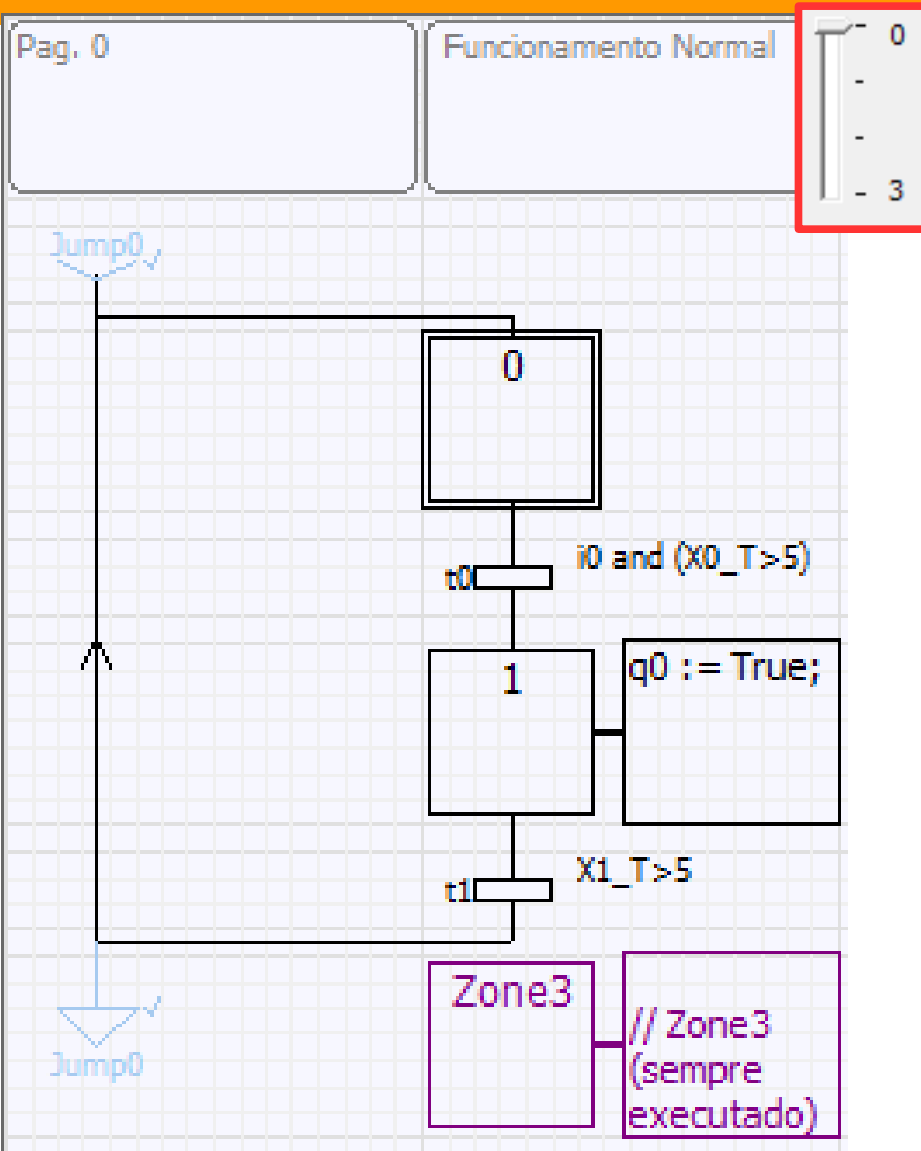 Pag. 0
Funcionamento Normal
0
3
Jump0
0
t0
i0 and (X0_T>5)
1
q0 := True;
t1
X1_T>5
Zone3
// Zone3
(sempre
executado)
Jump0